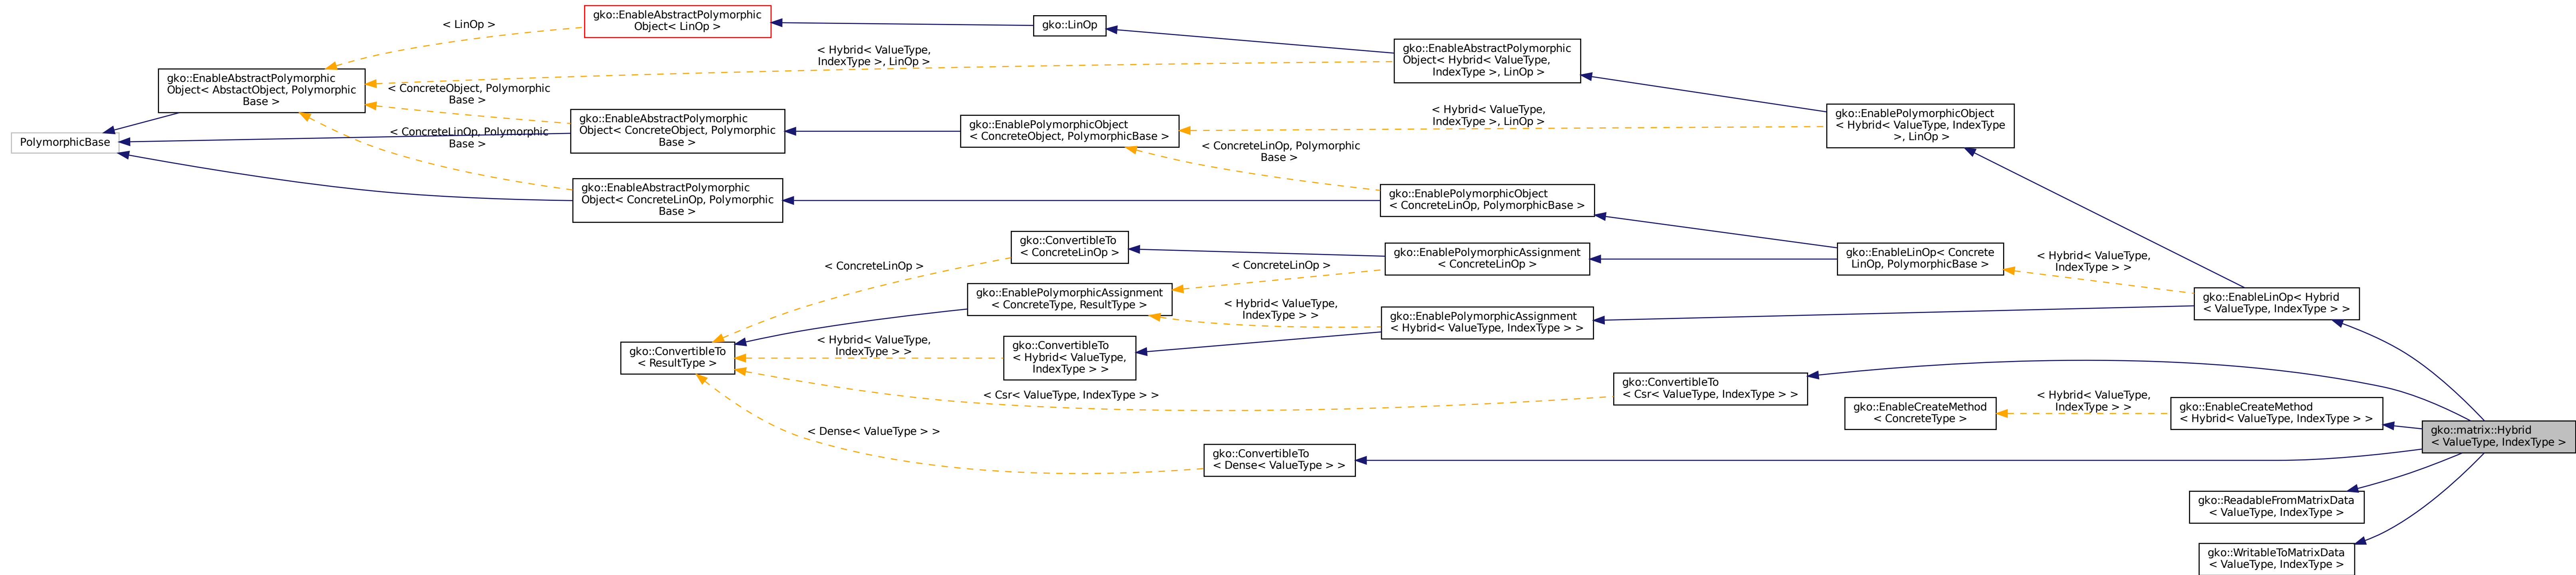 PolymorphicBase
gko::EnableAbstractPolymorphic
Object< AbstactObject, Polymorphic
Base >
< LinOp >
gko::EnableAbstractPolymorphic
Object< LinOp >
gko::LinOp
< Hybrid< ValueType,
IndexType >, LinOp >
gko::EnableAbstractPolymorphic
Object< Hybrid< ValueType,
IndexType >, LinOp >
< ConcreteObject, Polymorphic
Base >
gko::EnableAbstractPolymorphic
Object< ConcreteObject, Polymorphic
Base >
gko::EnablePolymorphicObject
< ConcreteObject, PolymorphicBase >
< Hybrid< ValueType,
IndexType >, LinOp >
gko::EnablePolymorphicObject
< Hybrid< ValueType, IndexType
>, LinOp >
< ConcreteLinOp, Polymorphic
Base >
gko::EnableAbstractPolymorphic
Object< ConcreteLinOp, Polymorphic
Base >
< ConcreteLinOp, Polymorphic
Base >
gko::EnablePolymorphicObject
< ConcreteLinOp, PolymorphicBase >
gko::ConvertibleTo
< ConcreteLinOp >
gko::EnablePolymorphicAssignment
< ConcreteLinOp >
gko::EnableLinOp< Concrete
LinOp, PolymorphicBase >
< Hybrid< ValueType,
IndexType > >
gko::EnableLinOp< Hybrid
< ValueType, IndexType > >
< ConcreteLinOp >
< ConcreteLinOp >
gko::EnablePolymorphicAssignment
< ConcreteType, ResultType >
< Hybrid< ValueType,
IndexType > >
gko::EnablePolymorphicAssignment
< Hybrid< ValueType, IndexType > >
gko::ConvertibleTo
< ResultType >
< Hybrid< ValueType,
IndexType > >
gko::ConvertibleTo
< Hybrid< ValueType,
IndexType > >
< Csr< ValueType, IndexType > >
gko::ConvertibleTo
< Csr< ValueType, IndexType > >
gko::EnableCreateMethod
< ConcreteType >
< Hybrid< ValueType,
IndexType > >
gko::EnableCreateMethod
< Hybrid< ValueType, IndexType > >
gko::matrix::Hybrid
< ValueType, IndexType >
< Dense< ValueType > >
gko::ConvertibleTo
< Dense< ValueType > >
gko::ReadableFromMatrixData
< ValueType, IndexType >
gko::WritableToMatrixData
< ValueType, IndexType >